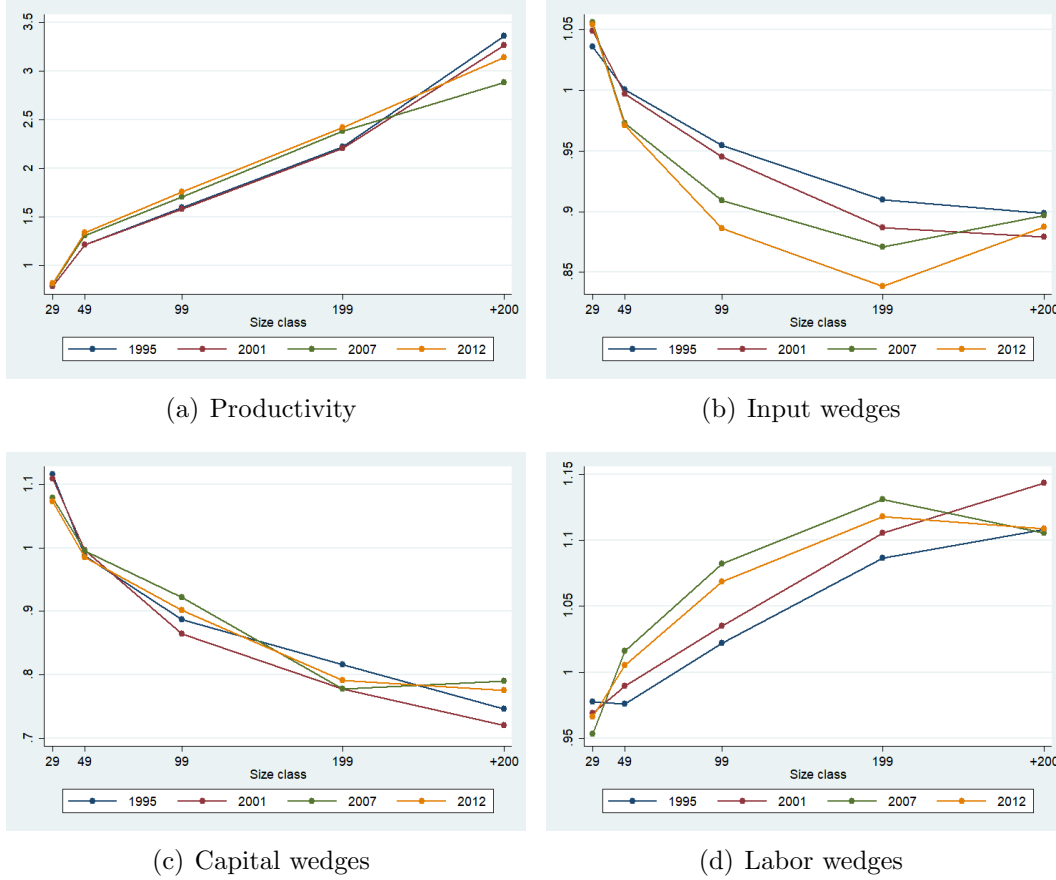 3.5
3
2.5
2
1.5
1
29 49 99 199 +200
Size class
1995 2001 2007 2012
(a) Productivity
1.05
1
.95
.9
.85
29 49 99 199 +200
Size class
1995 2001 2007 2012
(b) Input wedges
1.1
1
.9
.8
.7
29 49 99 199 +200
Size class
1995 2001 2007 2012
(c) Capital wedges
1.15
1.1
1.05
1
.95
29 49 99 199 +200
Size class
1995 2001 2007 2012
(d) Labor wedges